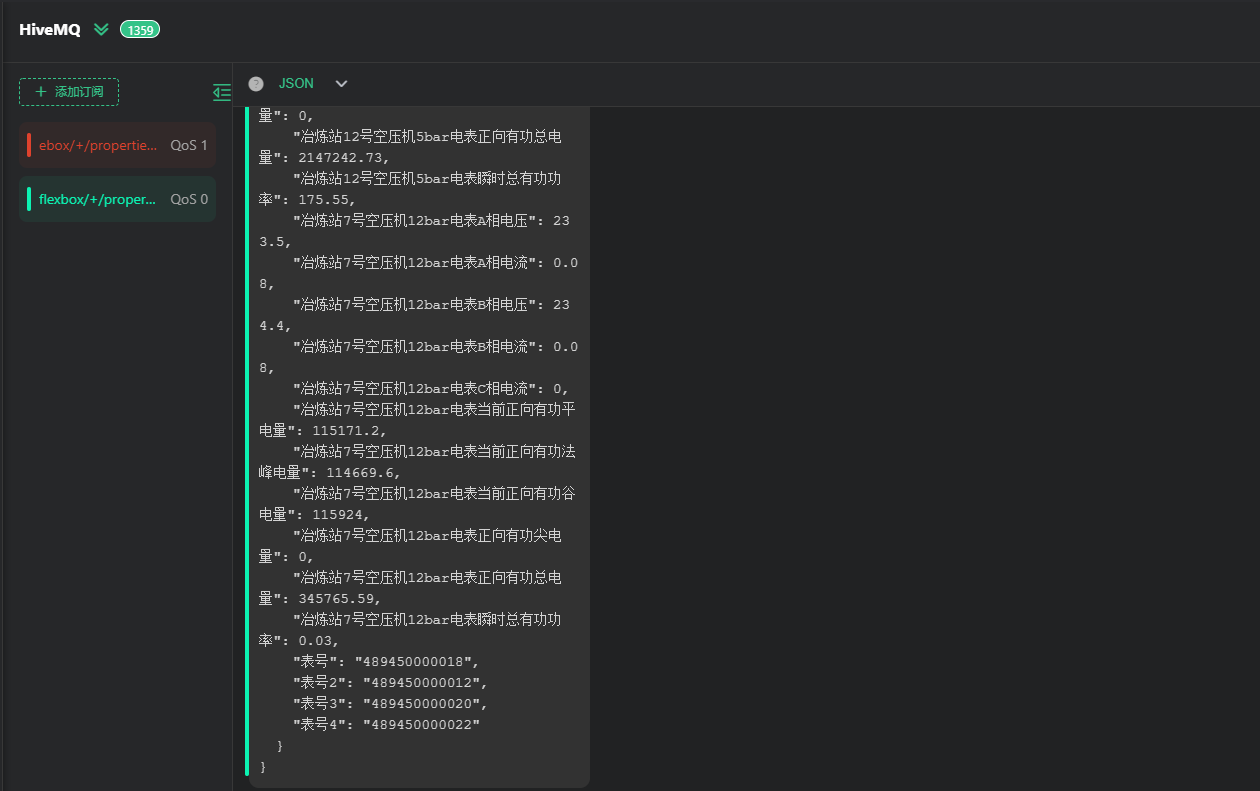 HiveMQ
1359
添加订阅
JSON
ebox/+/propertie...
QoS 1
flexbox/+/proper...
QoS 0
量": 0,
"冶炼站12号空压机5bar电表正向有功总电
量": 2147242.73,
"冶炼站12号空压机5bar电表瞬时总有功功
率": 175.55,
"冶炼站7号空压机12bar电表A相电压": 23
3.5,
"冶炼站7号空压机12bar电表A相电流": 0.0
8,
"冶炼站7号空压机12bar电表B相电压": 23
4.4,
"冶炼站7号空压机12bar电表B相电流": 0.0
8,
"冶炼站7号空压机12bar电表C相电流": 0,
"冶炼站7号空压机12bar电表当前正向有功平
电量": 115171.2,
"冶炼站7号空压机12bar电表当前正向有功法
峰电量": 114669.6,
"冶炼站7号空压机12bar电表当前正向有功谷
电量": 115924,
"冶炼站7号空压机12bar电表正向有功尖电
量": 0,
"冶炼站7号空压机12bar电表正向有功总电
量": 345765.59,
"冶炼站7号空压机12bar电表瞬时总有功功
率": 0.03,
"表号": "489450000018",
"表号2": "489450000012",
"表号3": "489450000020",
"表号4": "489450000022"
}
}